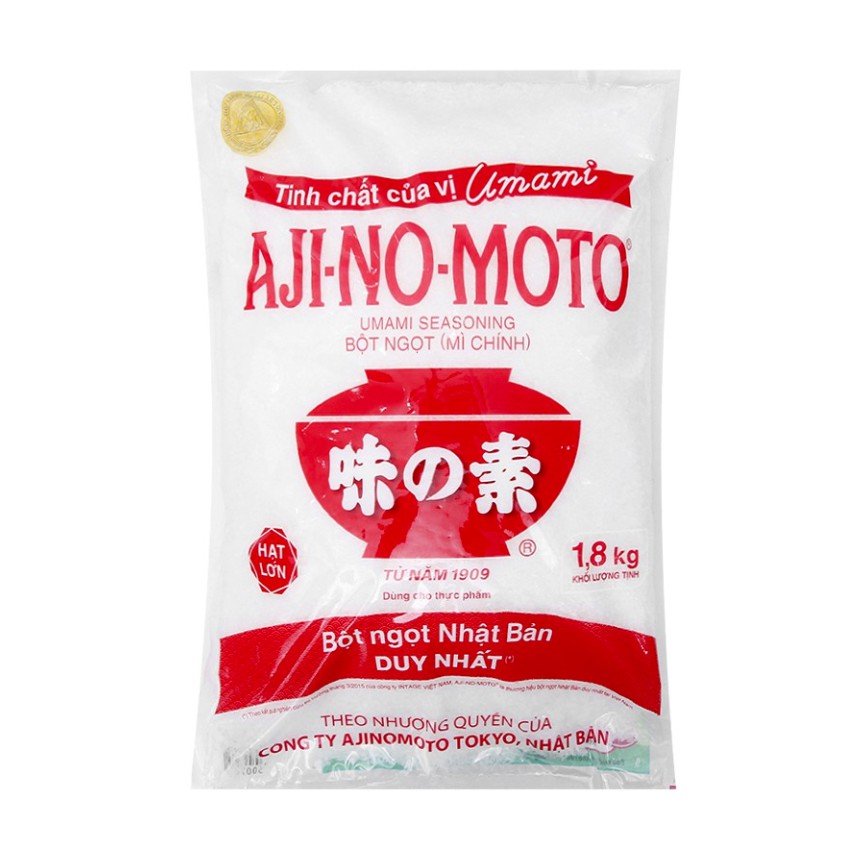 Tinh chất của vị Umami
AJI-NO-MOTO®
UMAMI SEASONING
BỘT NGỌT (MÌ CHÍNH)
味の素
®
HẠT
LỚN
1,8 kg
KHỐI LƯỢNG TỊNH
TỪ NĂM 1909
Dùng cho thực phẩm
Bột ngọt Nhật Bản
DUY NHẤT(*)
THEO NHƯỢNG QUYỀN CỦA
CÔNG TY AJINOMOTO TOKYO, NHẬT BẢN